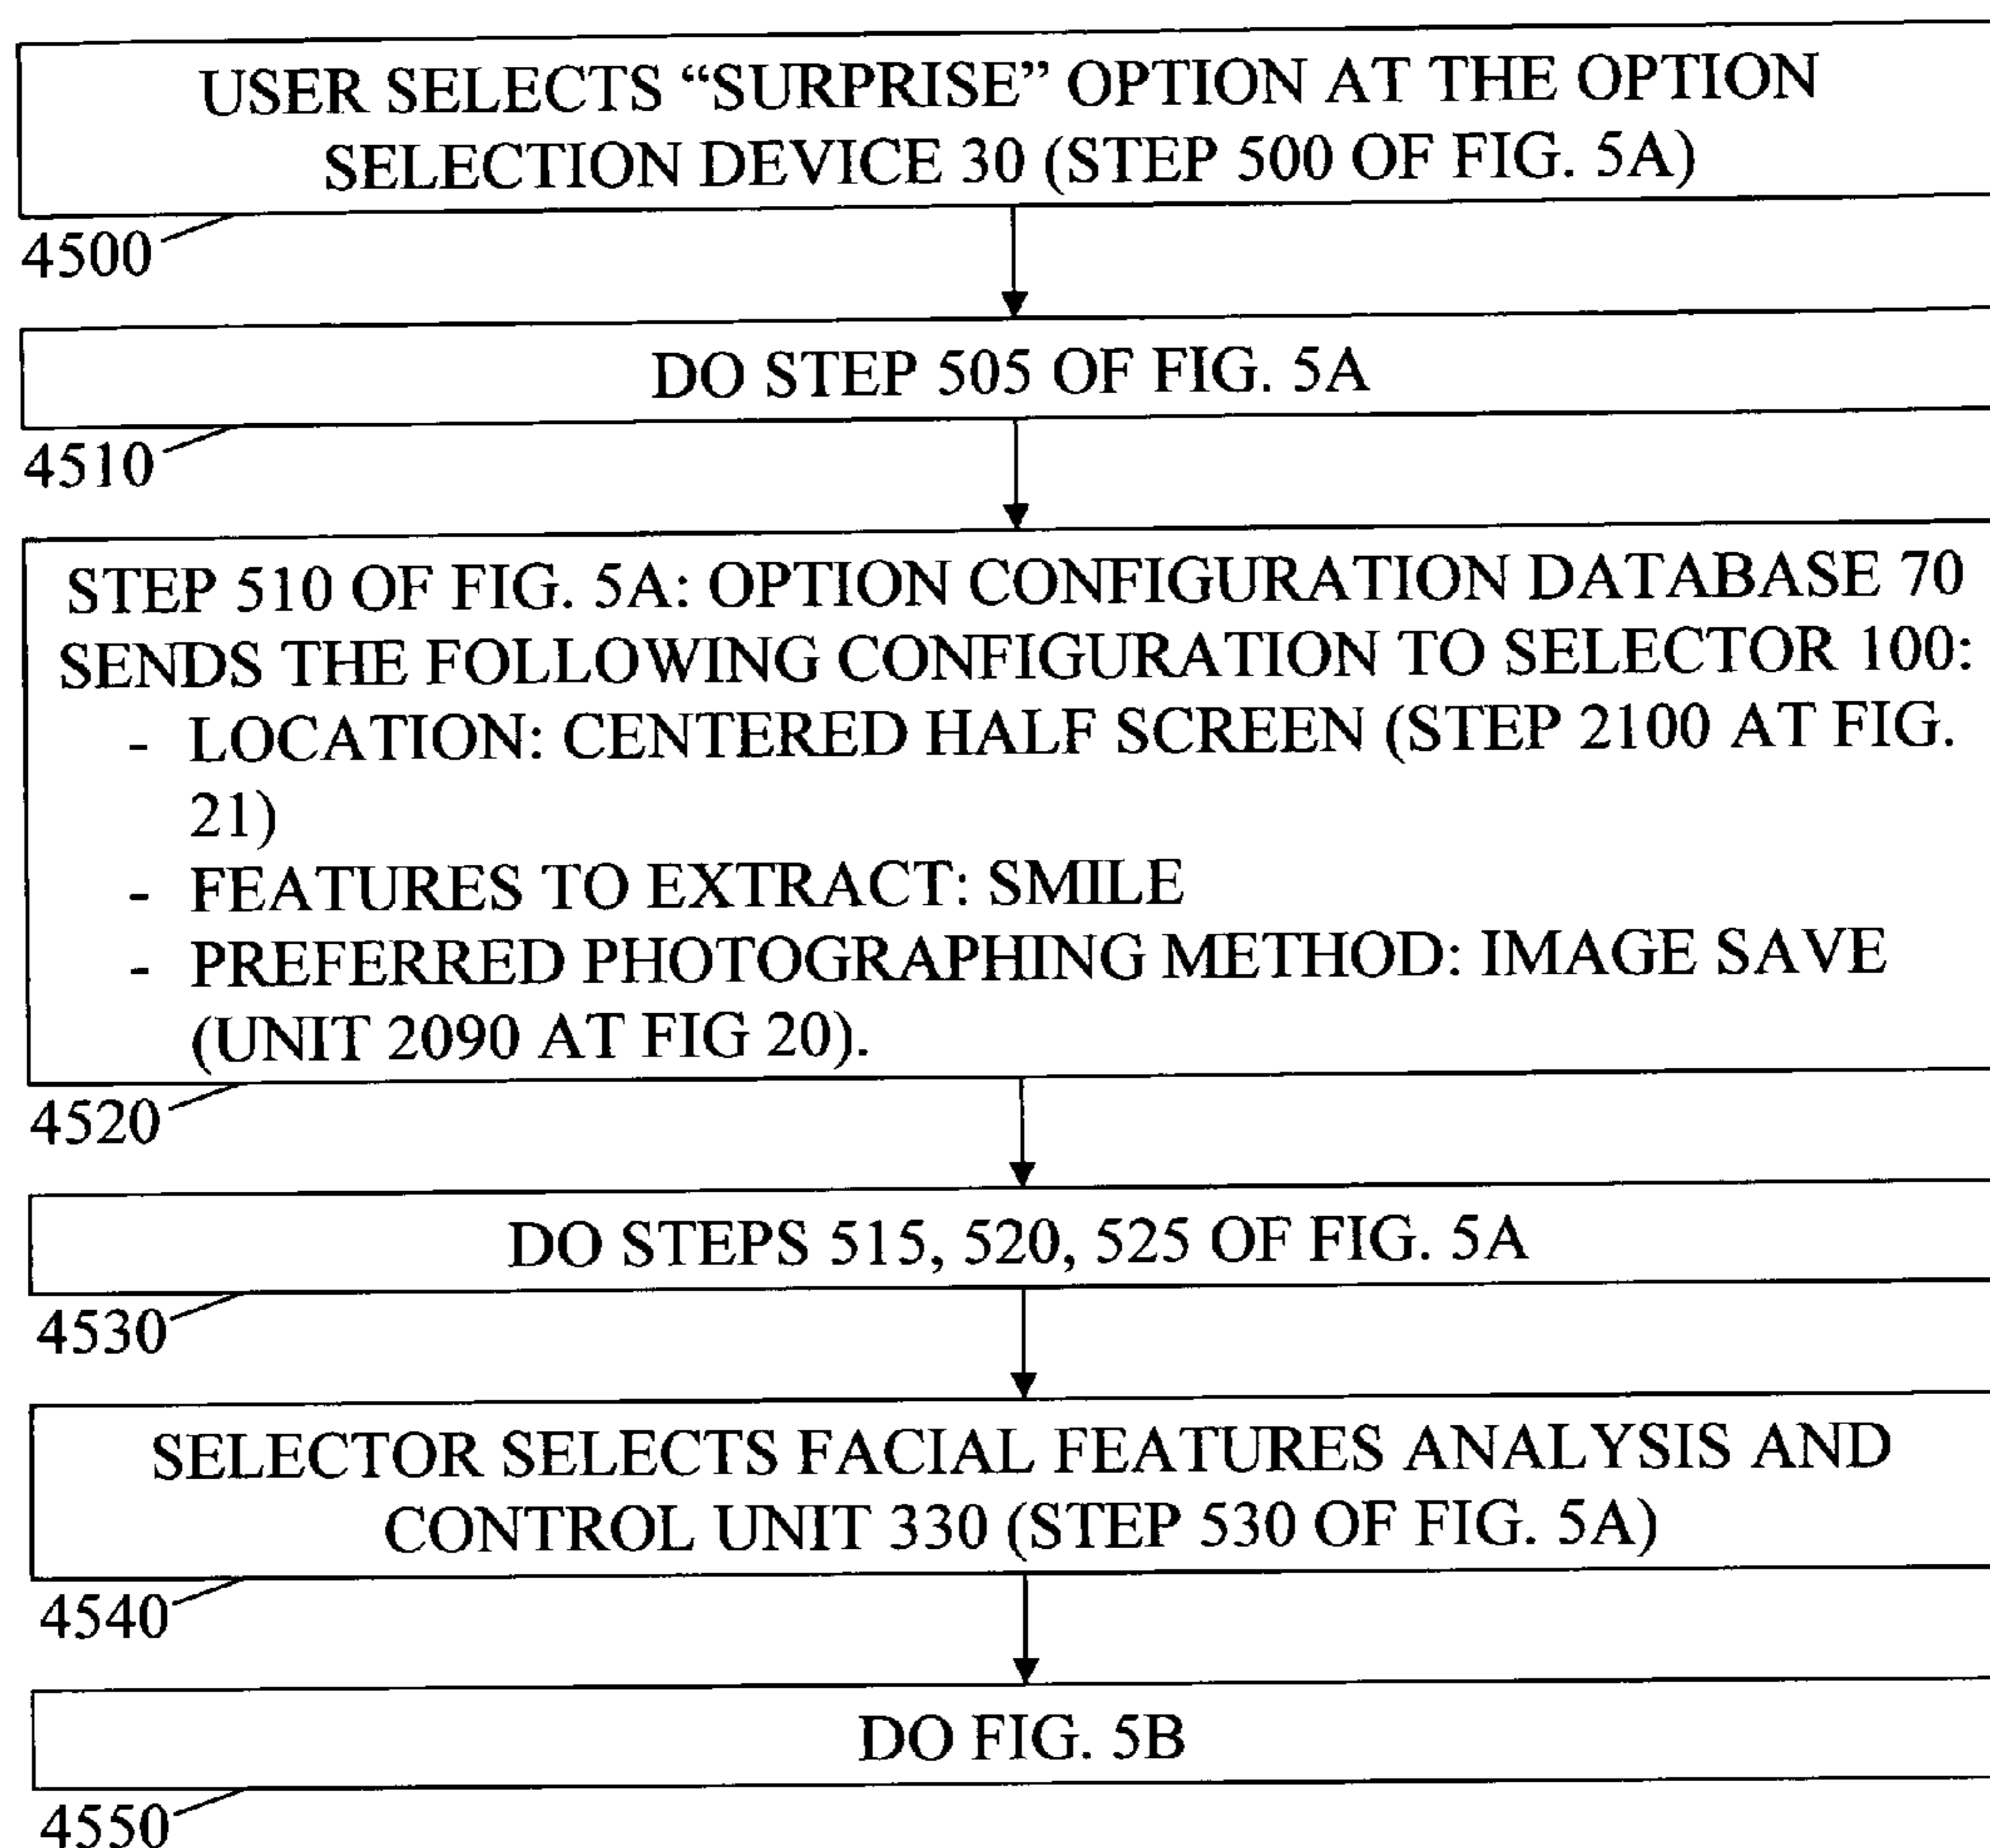 USER SELECTS “SURPRISE” OPTION AT THE OPTION
SELECTION DEVICE 30 (STEP 500 OF FIG. 5A)
4500
DO STEP 505 OF FIG. 5A
4510
STEP 510 OF FIG. 5A: OPTION CONFIGURATION DATABASE 70
SENDS THE FOLLOWING CONFIGURATION TO SELECTOR 100:
- LOCATION: CENTERED HALF SCREEN (STEP 2100 AT FIG.
21)
- FEATURES TO EXTRACT: SMILE
- PREFERRED PHOTOGRAPHING METHOD: IMAGE SAVE
(UNIT 2090 AT FIG 20).
4520
DO STEPS 515, 520, 525 OF FIG. 5A
4530
SELECTOR SELECTS FACIAL FEATURES ANALYSIS AND
CONTROL UNIT 330 (STEP 530 OF FIG. 5A)
4540
DO FIG. 5B
4550